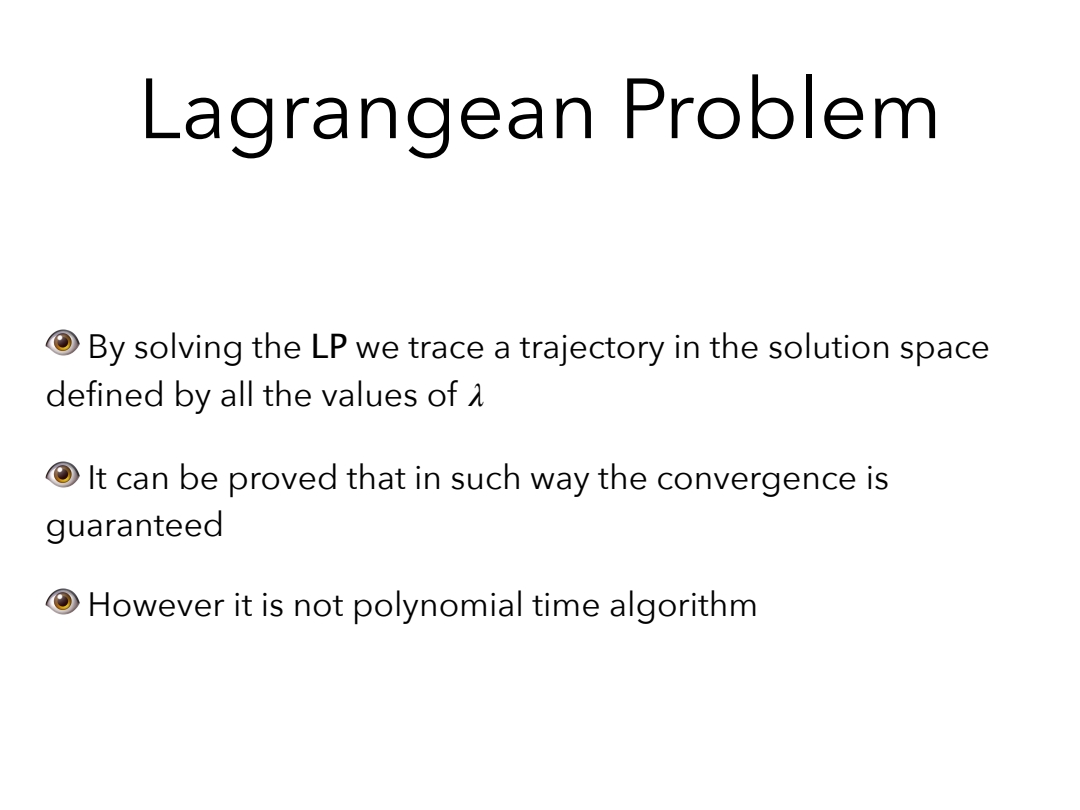 Lagrangean Problem
👁 By solving the LP we trace a trajectory in the solution space
defined by all the values of λ
👁 It can be proved that in such way the convergence is
guaranteed
👁 However it is not polynomial time algorithm